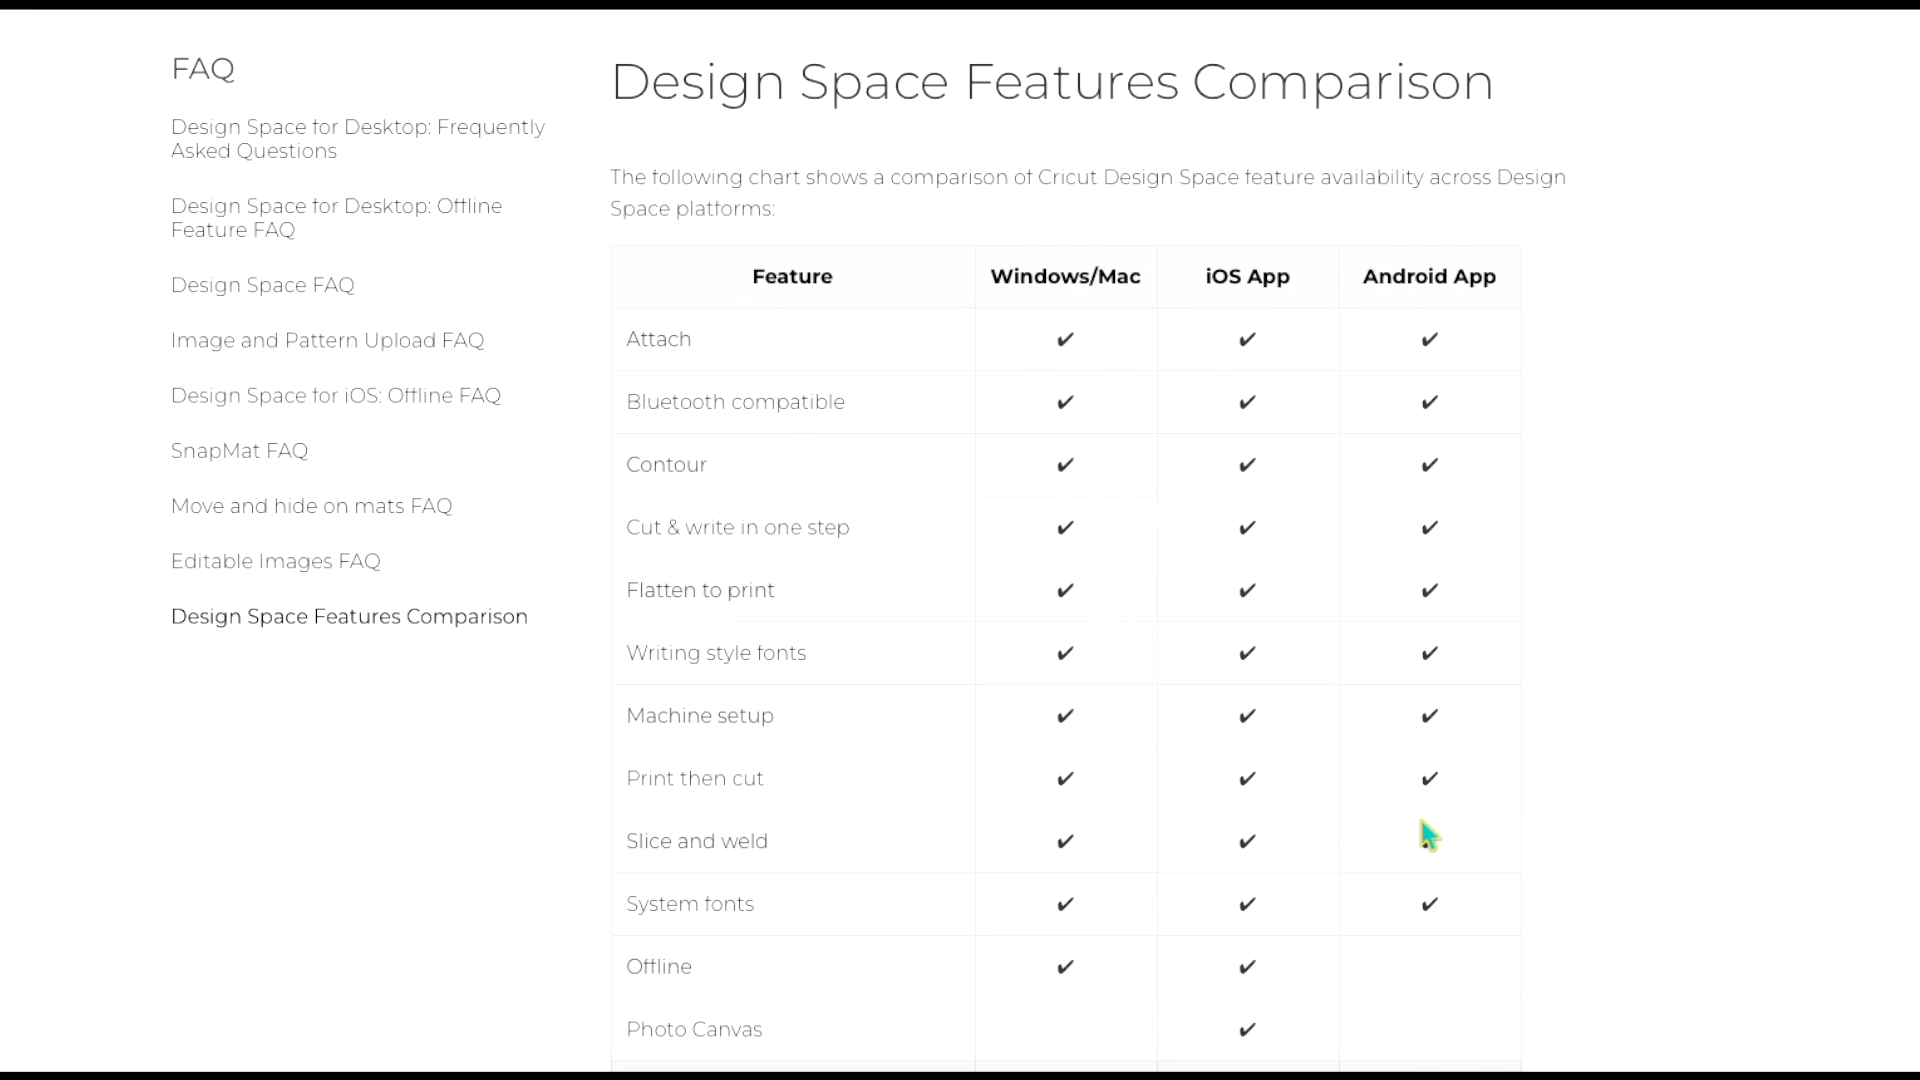 FAQ
Design Space for Desktop: Frequently
Asked Questions
Design Space for Desktop: Offline
Feature FAQ
Design Space FAQ
Image and Pattern Upload FAQ
Design Space for iOS: Offline FAQ
SnapMat FAQ
Move and hide on mats FAQ
Editable Images FAQ
Design Space Features Comparison
Design Space Features Comparison
The following chart shows a comparison of Cricut Design Space feature availability across Design
Space platforms:
Feature Windows/Mac iOS App Android App
Attach ✔ ✔ ✔
Bluetooth compatible ✔ ✔ ✔
Contour ✔ ✔ ✔
Cut & write in one step ✔ ✔ ✔
Flatten to print ✔ ✔ ✔
Writing style fonts ✔ ✔ ✔
Machine setup ✔ ✔ ✔
Print then cut ✔ ✔ ✔
Slice and weld ✔ ✔
System fonts ✔ ✔ ✔
Offline ✔ ✔
Photo Canvas ✔